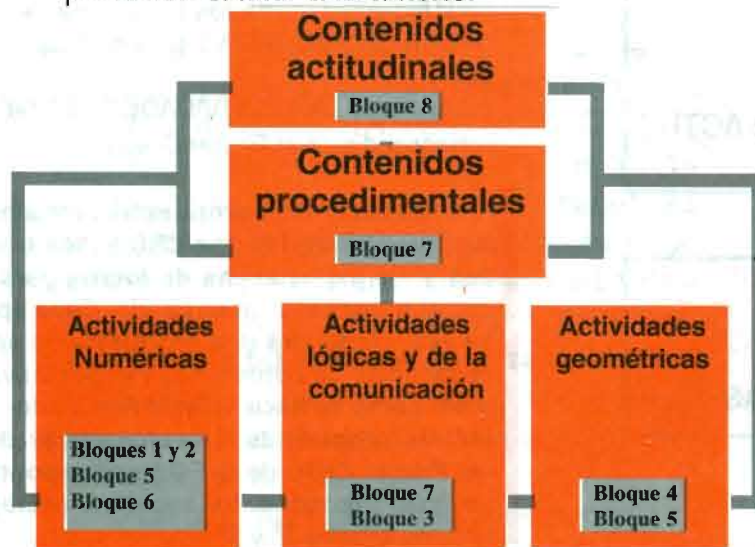 Contenidos
actitudinales
Bloque 8
Contenidos
procedimentales
Bloque 7
Actividades
Numéricas
Bloques 1 y 2
Bloque 5
Bloque 6
Actividades
lógicas y de la
comunicación
Bloque 7
Bloque 3
Actividades
geométricas
Bloque 4
Bloque 5